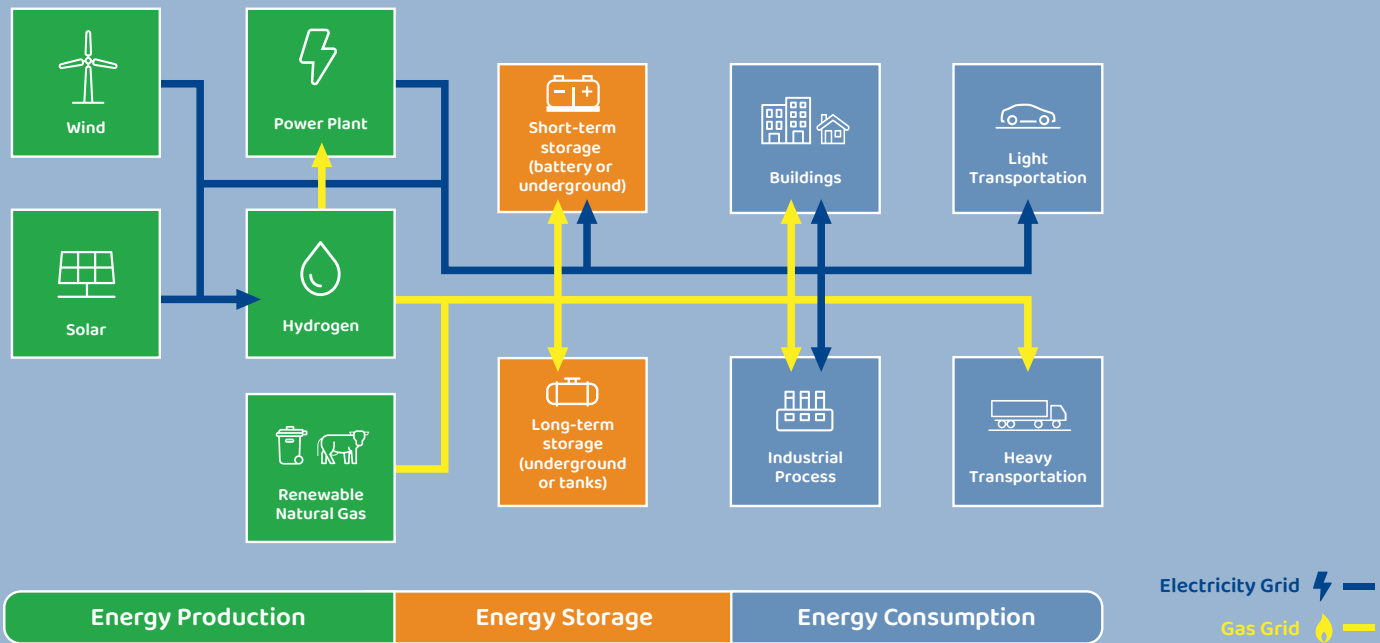 Wind
Power Plant
Short-term
storage
(battery or
underground)
Buildings
Light
Transportation
Solar
Hydrogen
Long-term
storage
(underground
or tanks)
Industrial
Process
Heavy
Transportation
Renewable
Natural Gas
Energy Production
Energy Storage
Energy Consumption
Electricity Grid
Gas Grid